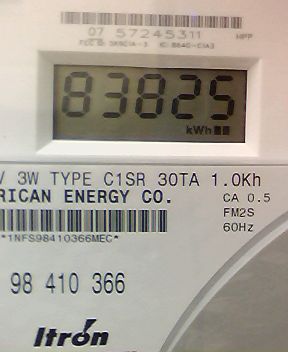 07 57245311
83825
kWh
V 3W TYPE C1SR 30TA 1.0Kh
RICAN ENERGY CO.
CA 0.5
FM2S
60Hz
*1NFS98410366MEC*
98 410 366
Itrón